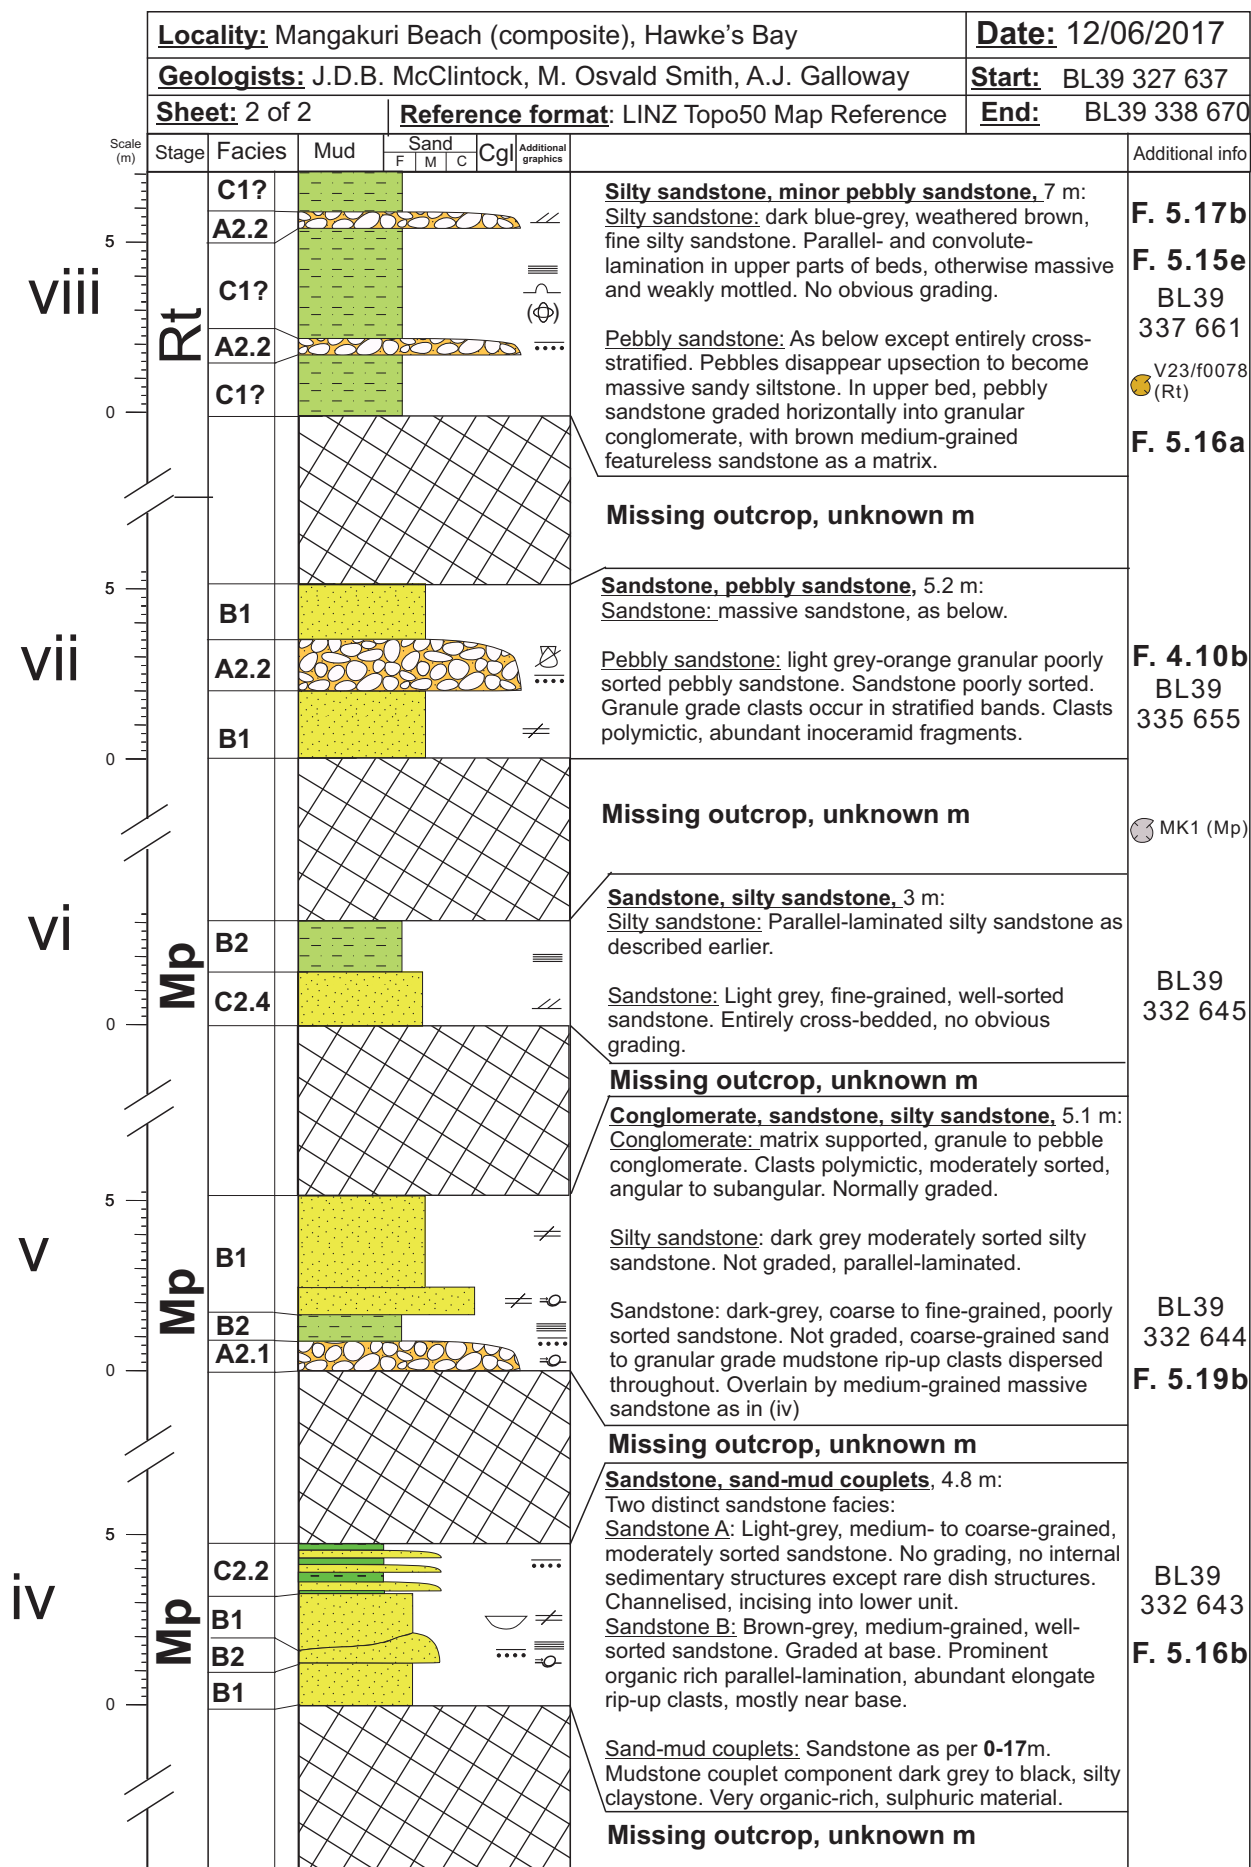 Locality: Mangakuri Beach (composite), Hawke's Bay
Date: 12/06/2017
Geologists: J.D.B. McClintock, M. Osvald Smith, A.J. Galloway
Start: BL39 327 637
Sheet: 2 of 2
Reference format: LINZ Topo50 Map Reference
End: BL39 338 670
Scale (m)
Stage
Facies
Mud
Sand
F M C
Cgl
Additional graphics
Additional info
viii
5
0
Rt
C1?
A2.2
C1?
A2.2
C1?
Silty sandstone, minor pebbly sandstone, 7 m:
Silty sandstone: dark blue-grey, weathered brown,
fine silty sandstone. Parallel- and convolute-
lamination in upper parts of beds, otherwise massive
and weakly mottled. No obvious grading.
Pebbly sandstone: As below except entirely cross-
stratified. Pebbles disappear upsection to become
massive sandy siltstone. In upper bed, pebbly
sandstone graded horizontally into granular
conglomerate, with brown medium-grained
featureless sandstone as a matrix.
F. 5.17b
F. 5.15e
BL39
337 661
V23/f0078
(Rt)
F. 5.16a
Missing outcrop, unknown m
vii
5
0
B1
A2.2
B1
Sandstone, pebbly sandstone, 5.2 m:
Sandstone: massive sandstone, as below.
Pebbly sandstone: light grey-orange granular poorly
sorted pebbly sandstone. Sandstone poorly sorted.
Granule grade clasts occur in stratified bands. Clasts
polymictic, abundant inoceramid fragments.
F. 4.10b
BL39
335 655
Missing outcrop, unknown m
MK1 (Mp)
vi
0
Mp
B2
C2.4
Sandstone, silty sandstone, 3 m:
Silty sandstone: Parallel-laminated silty sandstone as
described earlier.
Sandstone: Light grey, fine-grained, well-sorted
sandstone. Entirely cross-bedded, no obvious
grading.
BL39
332 645
Missing outcrop, unknown m
v
5
0
Mp
B1
B2
A2.1
Conglomerate, sandstone, silty sandstone, 5.1 m:
Conglomerate: matrix supported, granule to pebble
conglomerate. Clasts polymictic, moderately sorted,
angular to subangular. Normally graded.
Silty sandstone: dark grey moderately sorted silty
sandstone. Not graded, parallel-laminated.
Sandstone: dark-grey, coarse to fine-grained, poorly
sorted sandstone. Not graded, coarse-grained sand
to granular grade mudstone rip-up clasts dispersed
throughout. Overlain by medium-grained massive
sandstone as in (iv)
BL39
332 644
F. 5.19b
Missing outcrop, unknown m
iv
5
0
Mp
C2.2
B1
B2
B1
Sandstone, sand-mud couplets, 4.8 m:
Two distinct sandstone facies:
Sandstone A: Light-grey, medium- to coarse-grained,
moderately sorted sandstone. No grading, no internal
sedimentary structures except rare dish structures.
Channelised, incising into lower unit.
Sandstone B: Brown-grey, medium-grained, well-
sorted sandstone. Graded at base. Prominent
organic rich parallel-lamination, abundant elongate
rip-up clasts, mostly near base.
Sand-mud couplets: Sandstone as per 0-17m.
Mudstone couplet component dark grey to black, silty
claystone. Very organic-rich, sulphuric material.
BL39
332 643
F. 5.16b
Missing outcrop, unknown m